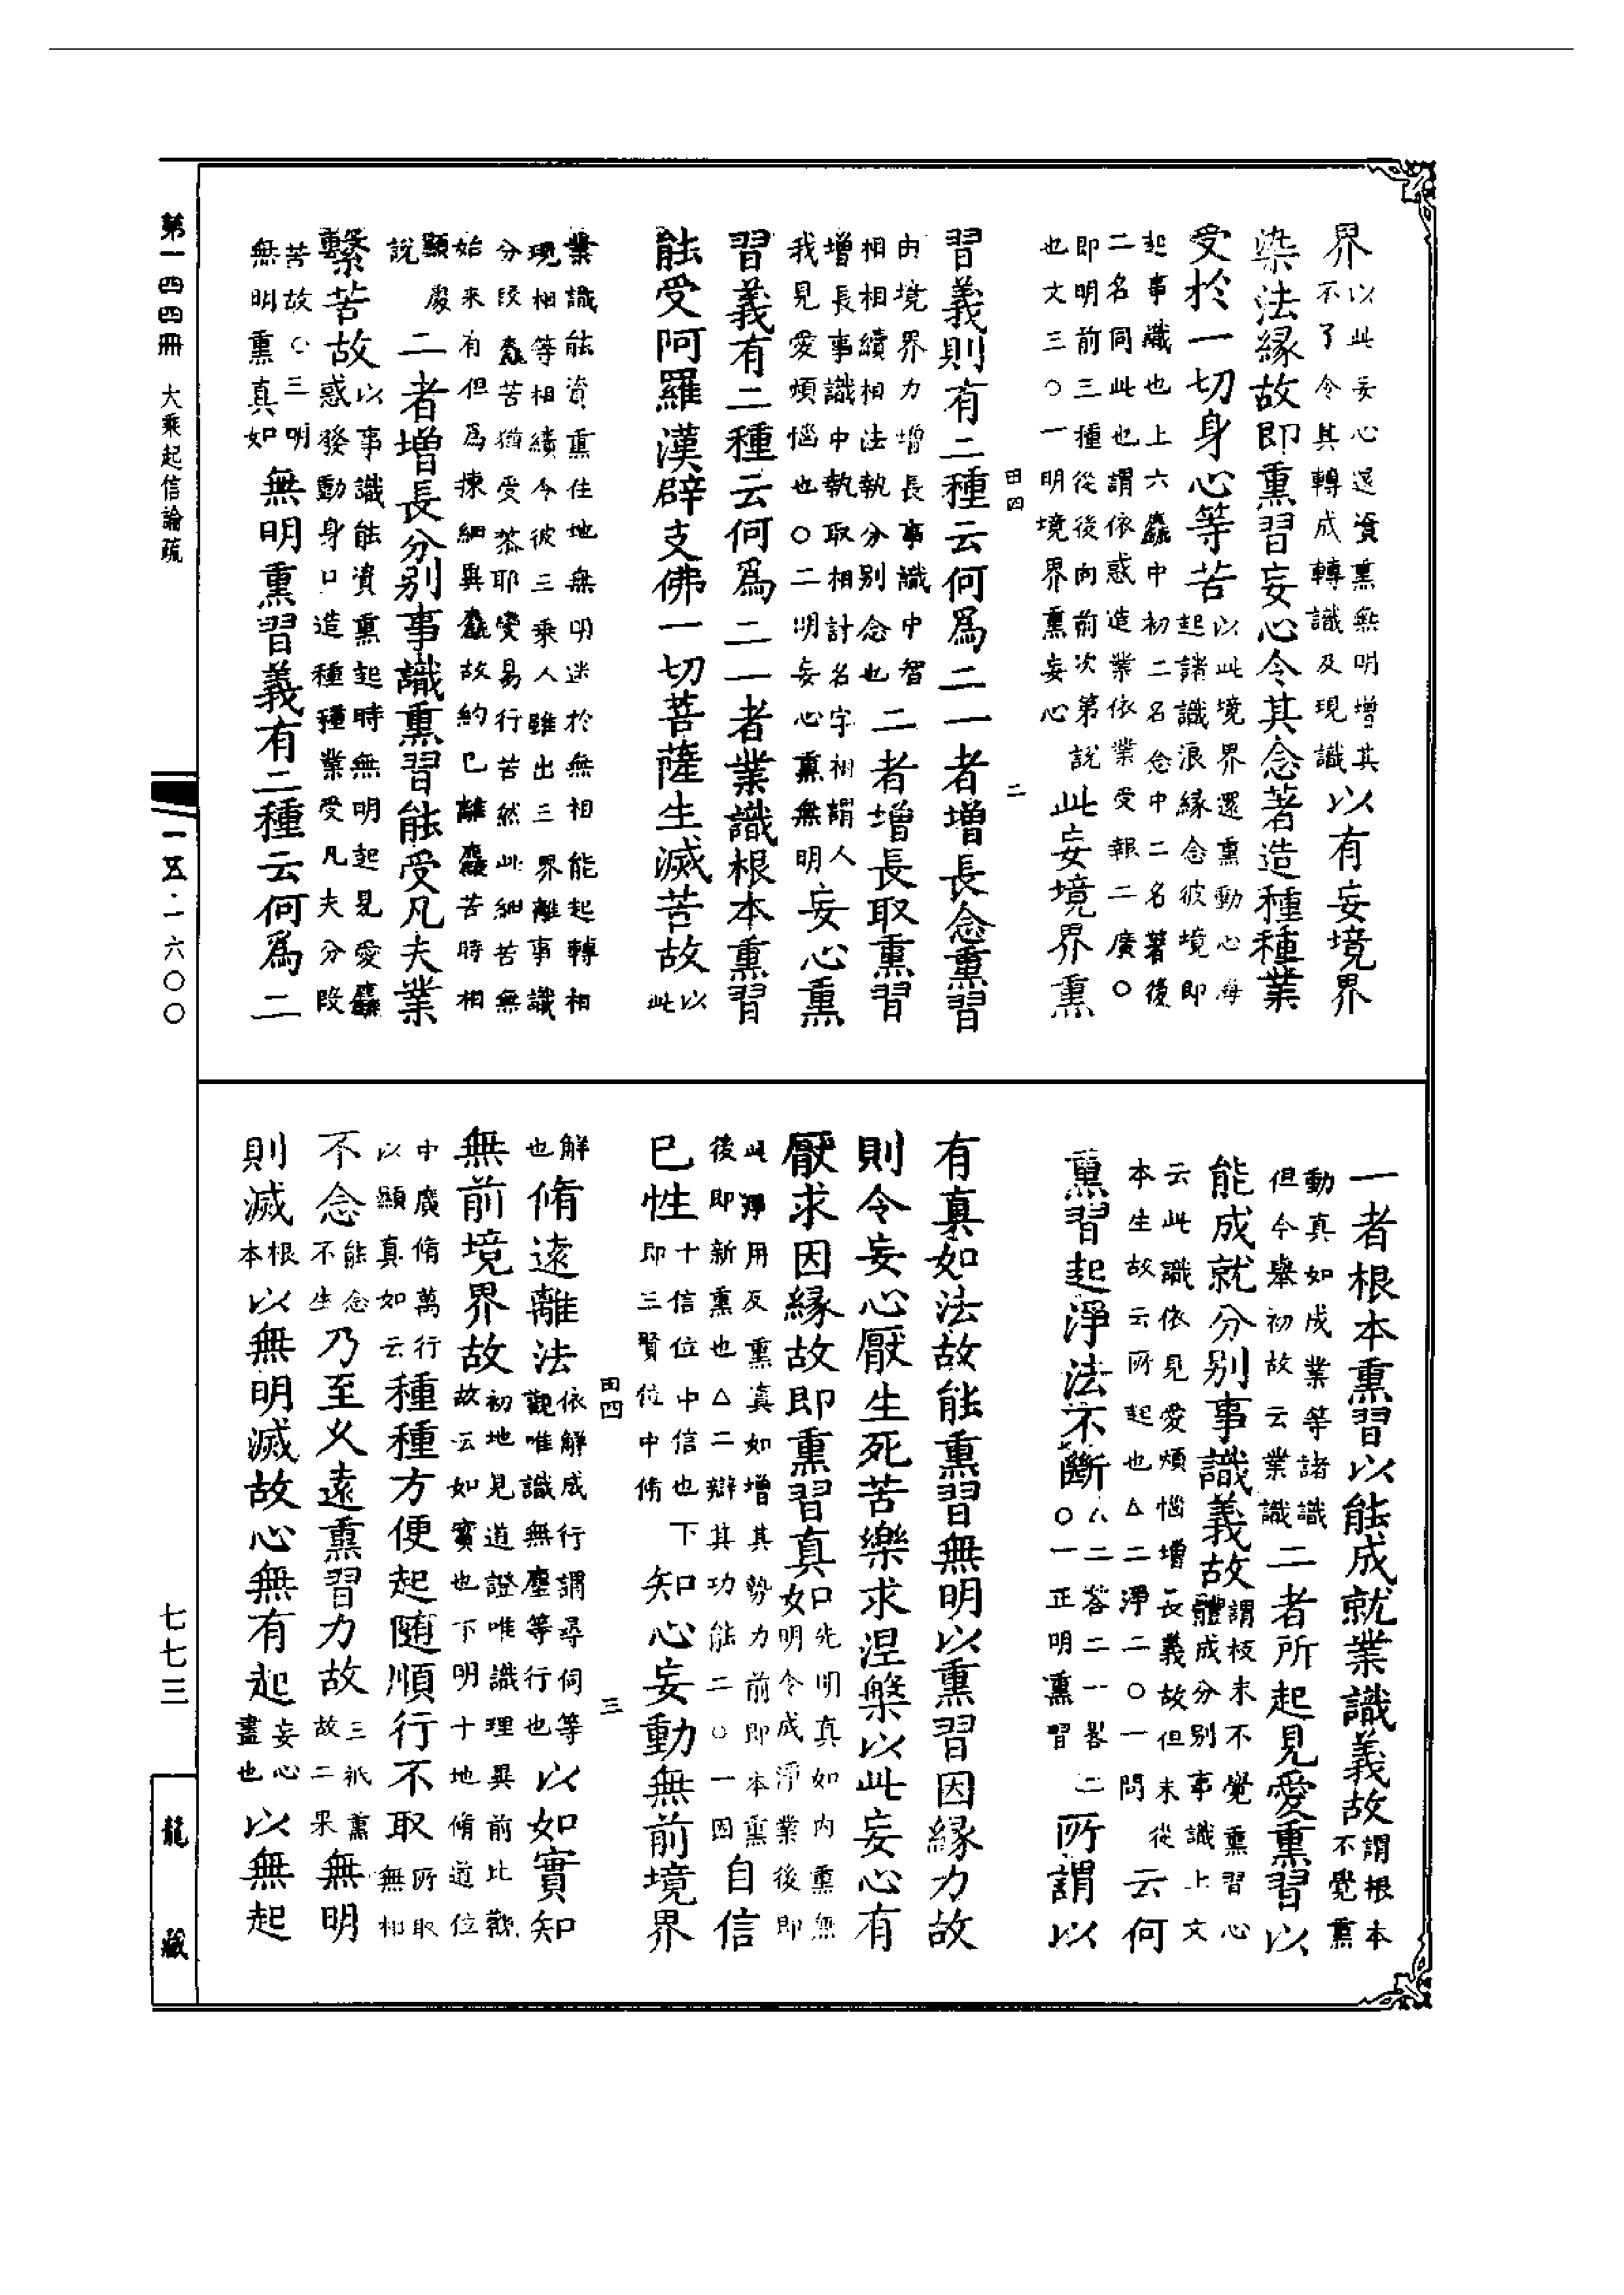 界以此妄心還資熏無明增其不了令其轉成轉識及現識以有妄境界
染法緣故即熏習妄心令其念著造種種業
受於一切身心等苦以此境界還熏動心海起諸識浪緣念彼境即
起事識也上六麤中初二名念中二名著後二名同此也謂依惑造業依業受報二廣○
即明前三種從後向前次第說也文三○一明境界熏妄心此妄境界熏
田四 二
習義則有二種云何爲二一者增長念熏習
由境界力增長事識中智相相續相法執分別念也二者增長取熏習
增長事識中執取相計名字相謂人我見愛煩惱也○二明妄心熏無明妄心熏
習義有二種云何爲二一者業識根本熏習
能受阿羅漢辟支佛一切菩薩生滅苦故以此
業識能資熏住地無明迷於無相能起轉相現相等相續今彼三乘人雖出三界離事識
分段麤苦猶受棃耶變易行苦然此細苦無始來有但爲揀細異麤故約已離麤苦時相
顯處說二者增長分別事識熏習能受凡夫業
繫苦故以事識能資熏起時無明起見愛麤惑發動身口造種種業受凡夫分段
重苦故○三明無明熏真如無明熏習義有二種云何爲二
一者根本熏習以能成就業識義故謂根本不覺熏
動真如成業等諸識但今舉初故云業識二者所起見愛熏習以
能成就分別事識義故謂枝末不覺熏習心體成分別事識上文
云此識依見愛煩惱增長義故但末從本生故云所起也△二淨二○一問云何
熏習起淨法不斷△二答二一畧二○一正明熏習所謂以
有真如法故能熏習無明以熏習因緣力故
則令妄心厭生死苦樂求涅槃以此妄心有
厭求因緣故即熏習真如口先明真如內熏無明令成淨業後即
此淨用反熏真如增其勢力前即本熏後即新熏也△二辯其功能二○一因自信
己性十信位中信也下口即三賢位中脩知心妄動無前境界
田四 三
解也脩遠離法依解成行謂尋伺等觀唯識無塵等行也以如實知
無前境界故初地見道證唯識理異前比觀故云如實也下明十地脩道位
中廣脩萬行以顯真如云種種方便起隨順行不取所取無相
不念能念不生乃至久遠熏習力故三祇熏故二果無明
則滅根本以無明滅故心無有起妄心盡也以無起
第一四四冊 大乘起信論疏
一五·一六○○
七七三
龍藏